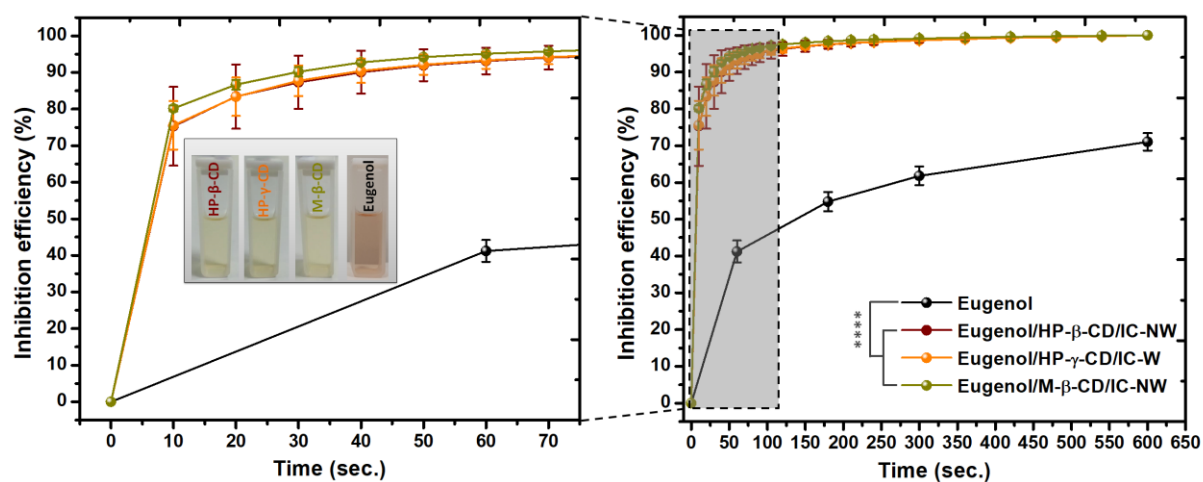 Inhibition efficiency (%)
100
90
80
70
60
50
40
30
20
10
0
0 10 20 30 40 50 60 70
Time (sec.)
HP-β-CD
HP-γ-CD
M-β-CD
Eugenol
Inhibition efficiency (%)
100
90
80
70
60
50
40
30
20
10
0
0 50 100 150 200 250 300 350 400 450 500 550 600 650
Time (sec.)
****
Eugenol
Eugenol/HP-β-CD/IC-NW
Eugenol/HP-γ-CD/IC-W
Eugenol/M-β-CD/IC-NW